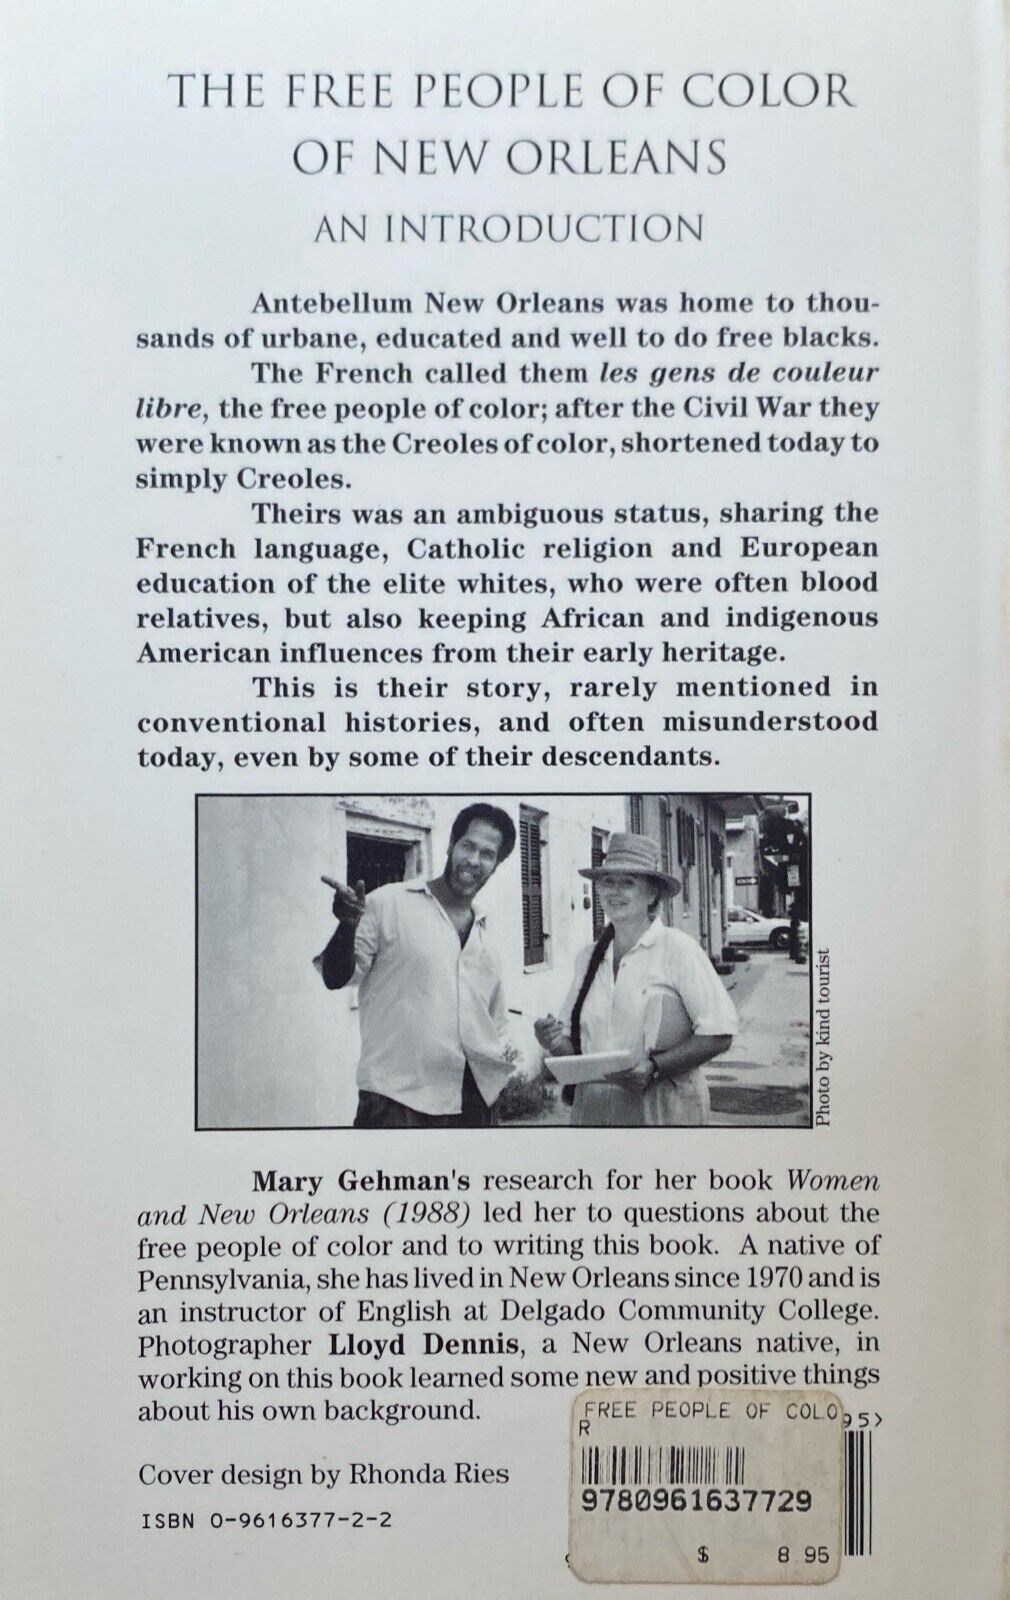 THE FREE PEOPLE OF COLOR
OF NEW ORLEANS
AN INTRODUCTION
Antebellum New Orleans was home to thou-
sands of urbane, educated and well to do free blacks.
The French called them les gens de couleur
libre, the free people of color; after the Civil War they
were known as the Creoles of color, shortened today to
simply Creoles.
Theirs was an ambiguous status, sharing the
French language, Catholic religion and European
education of the elite whites, who were often blood
relatives, but also keeping African and indigenous
American influences from their early heritage.
This is their story, rarely mentioned in
conventional histories, and often misunderstood
today, even by some of their descendants.
Photo by kind tourist
Mary Gehman's research for her book Women
and New Orleans (1988) led her to questions about the
free people of color and to writing this book. A native of
Pennsylvania, she has lived in New Orleans since 1970 and is
an instructor of English at Delgado Community College.
Photographer Lloyd Dennis, a New Orleans native, in
working on this book learned some new and positive things
about his own background.
FREE PEOPLE OF COLO
R
95>
9780961637729
$ 8.95
Cover design by Rhonda Ries
ISBN 0-9616377-2-2